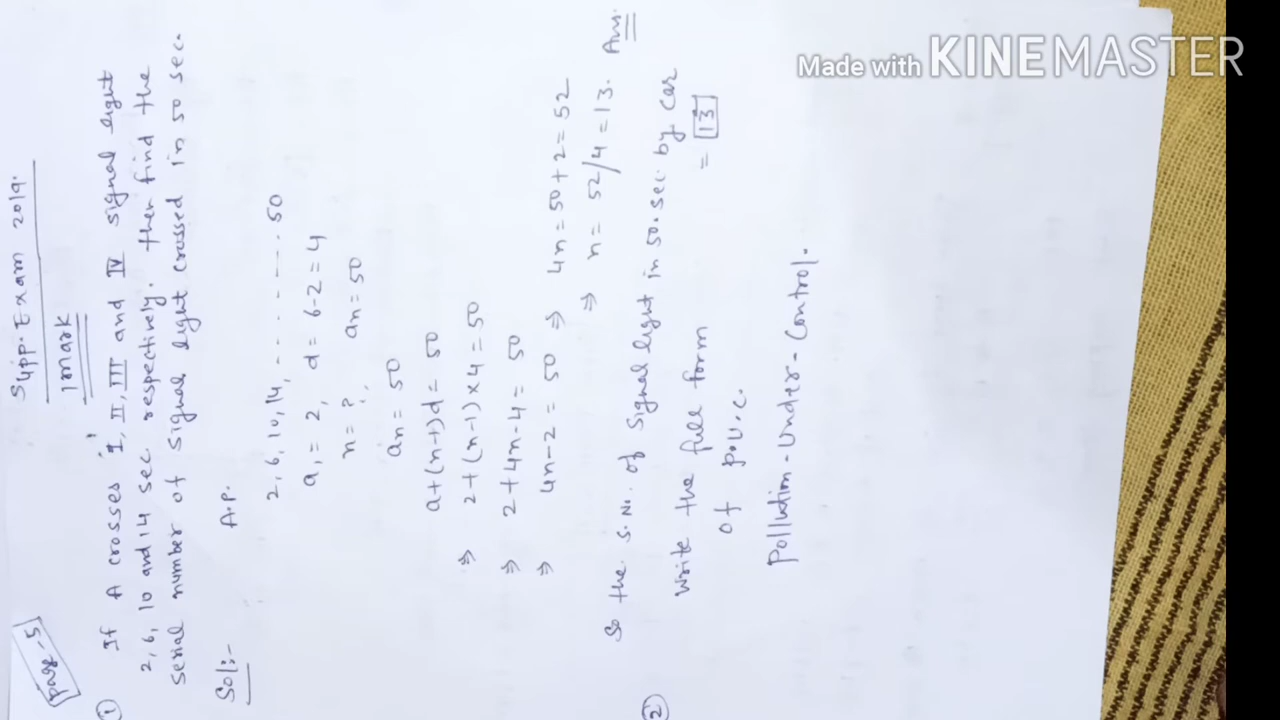 Page-5
Supp. Exam 2019.
1 mark
① If A crosses I, II, III and IV signal light
2, 6, 10 and 14 sec respectively. then find the
serial number of signal light crossed in 50 sec.
Sol:- A.P.
2, 6, 10, 14, - - - - - - - 50
a₁ = 2, d = 6-2 = 4
n = ? an = 50
an = 50
a+(n-1)d = 50
⇒ 2+(n-1)×4 = 50
⇒ 2+4n-4 = 50
⇒ 4n-2 = 50 ⇒ 4n = 50+2 = 52
⇒ n = 52/4 = 13. Ans.
So the S.No. of signal light in 50.sec. by car
= 13
② write the full form
of P.U.C.
Pollution-Under-Control.
Made with KINEMASTER